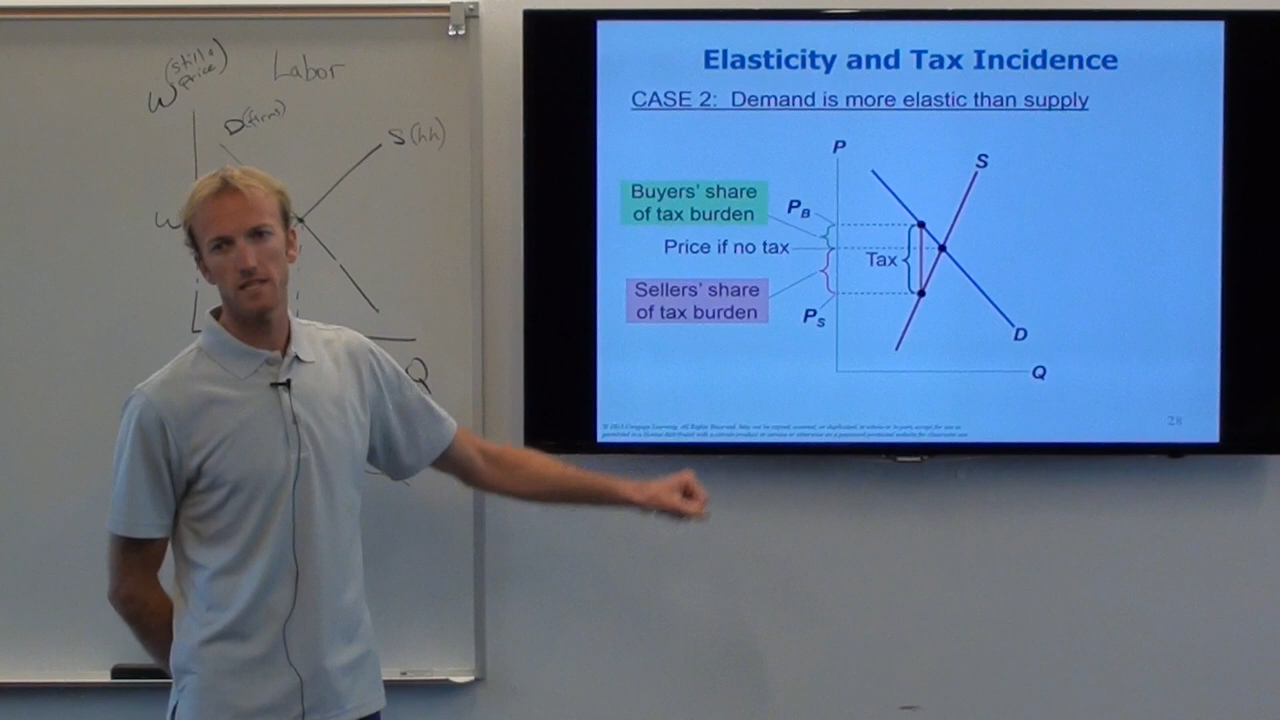 W (still a
price)
Labor
D (firms)
S (hh)
W
Q
Elasticity and Tax Incidence
CASE 2: Demand is more elastic than supply
P
S
Buyers' share
of tax burden
PB
Price if no tax
Tax
Sellers' share
of tax burden
PS
D
Q
28